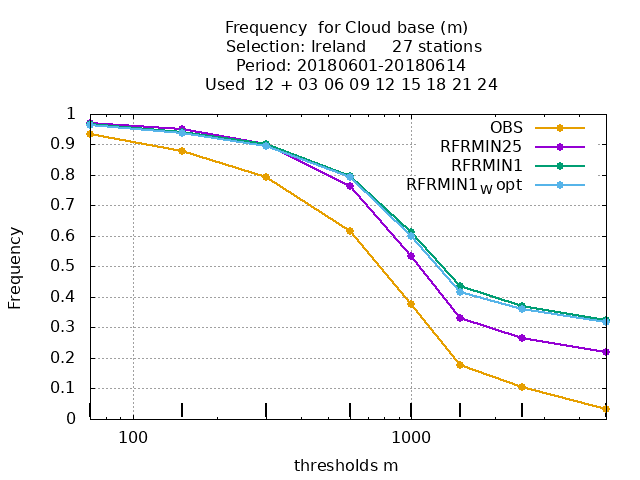 Frequency  for Cloud base (m)
Selection: Ireland     27 stations
Period: 20180601-20180614
Used  12 + 03 06 09 12 15 18 21 24
OBS
RFRMIN25
RFRMIN1
RFRMIN1W opt
1
0.9
0.8
0.7
0.6
0.5
0.4
0.3
0.2
0.1
0
Frequency
100
1000
thresholds m